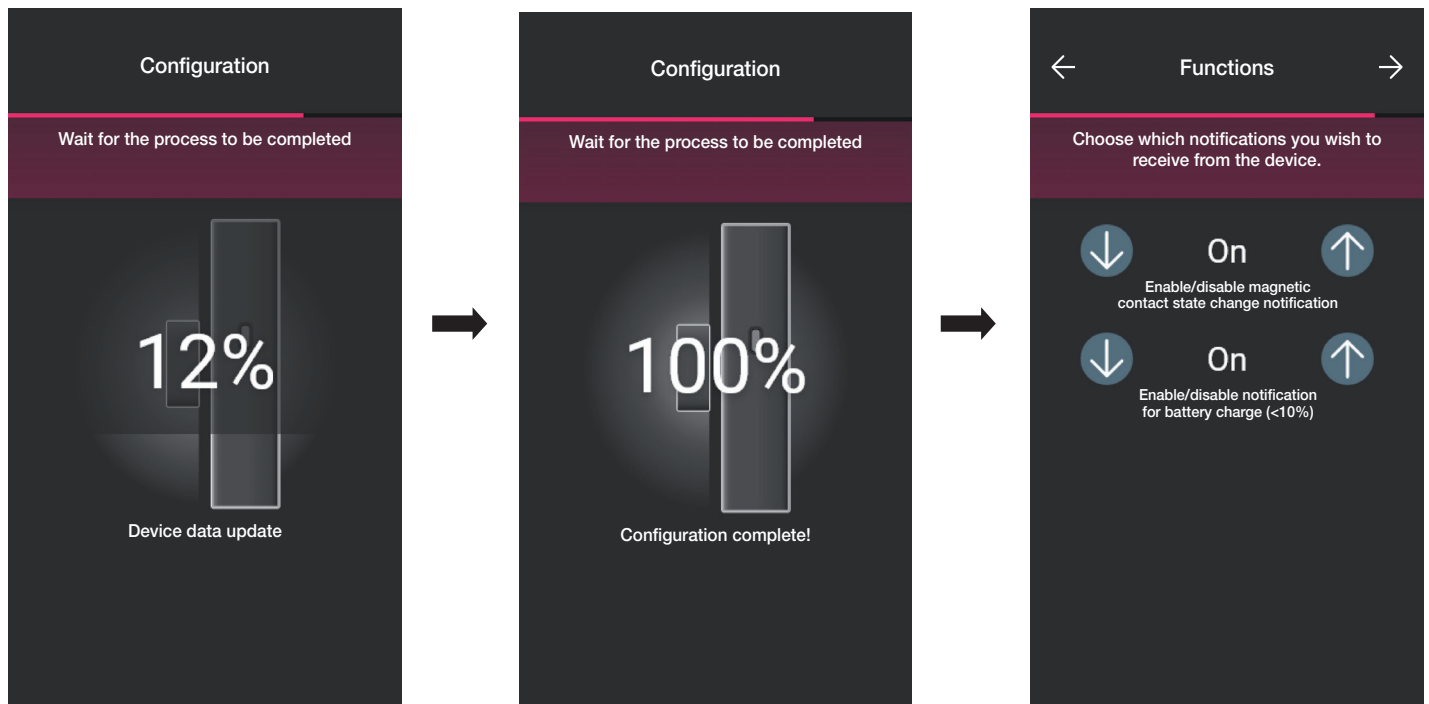 Configuration
Wait for the process to be completed
12%
Device data update
Configuration
Wait for the process to be completed
100%
Configuration complete!
Functions
Choose which notifications you wish to
receive from the device.
On
Enable/disable magnetic
contact state change notification
On
Enable/disable notification
for battery charge (<10%)